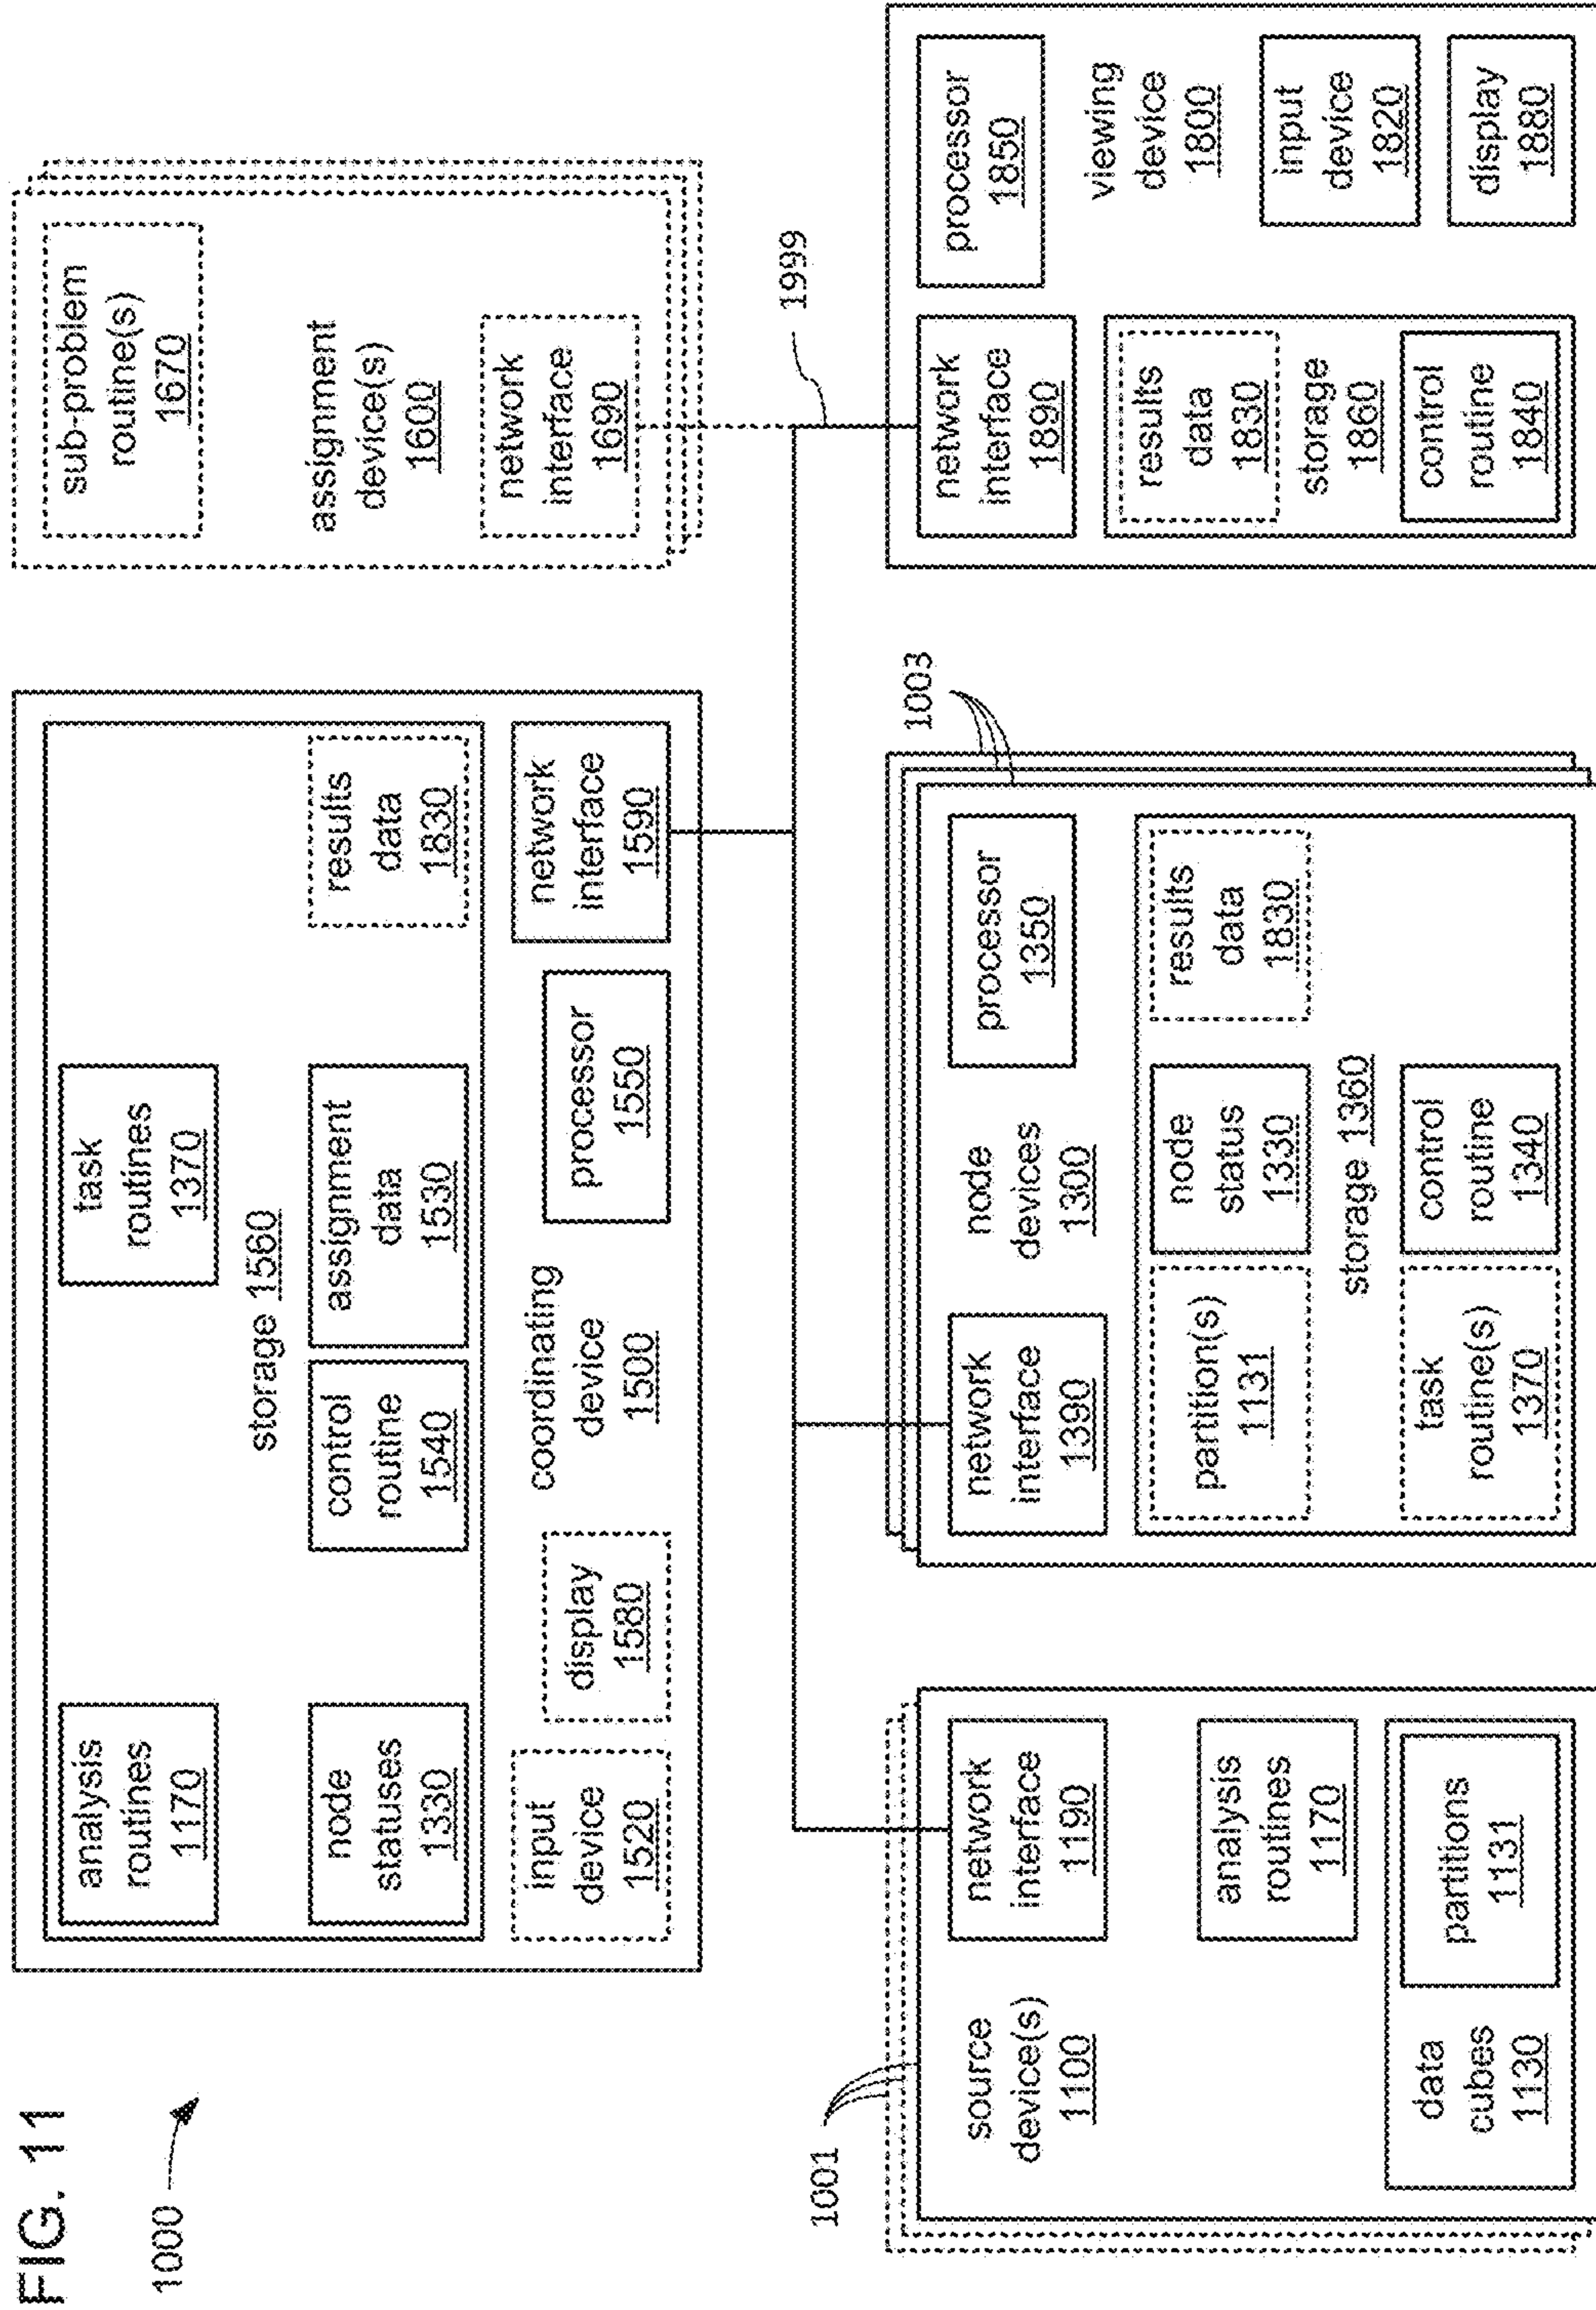 FIG. 11
1000
analysis
routines
1170
task
routines
1370
storage 1560
node
statuses
1330
control
routine
1540
assignment
data
1530
results
data
1830
input
device
1520
display
1580
coordinating
device
1500
processor
1550
network
interface
1590
sub-problem
routine(s)
1670
assignment
device(s)
1600
network
interface
1690
1999
1001
source
device(s)
1100
network
interface
1190
analysis
routines
1170
data
cubes
1130
partitions
1131
1003
network
interface
1390
node
devices
1300
processor
1350
partition(s)
1131
node
status
1330
results
data
1830
storage 1360
task
routine(s)
1370
control
routine
1340
network
interface
1890
processor
1850
results
data
1830
storage
1860
control
routine
1840
viewing
device
1800
input
device
1820
display
1880